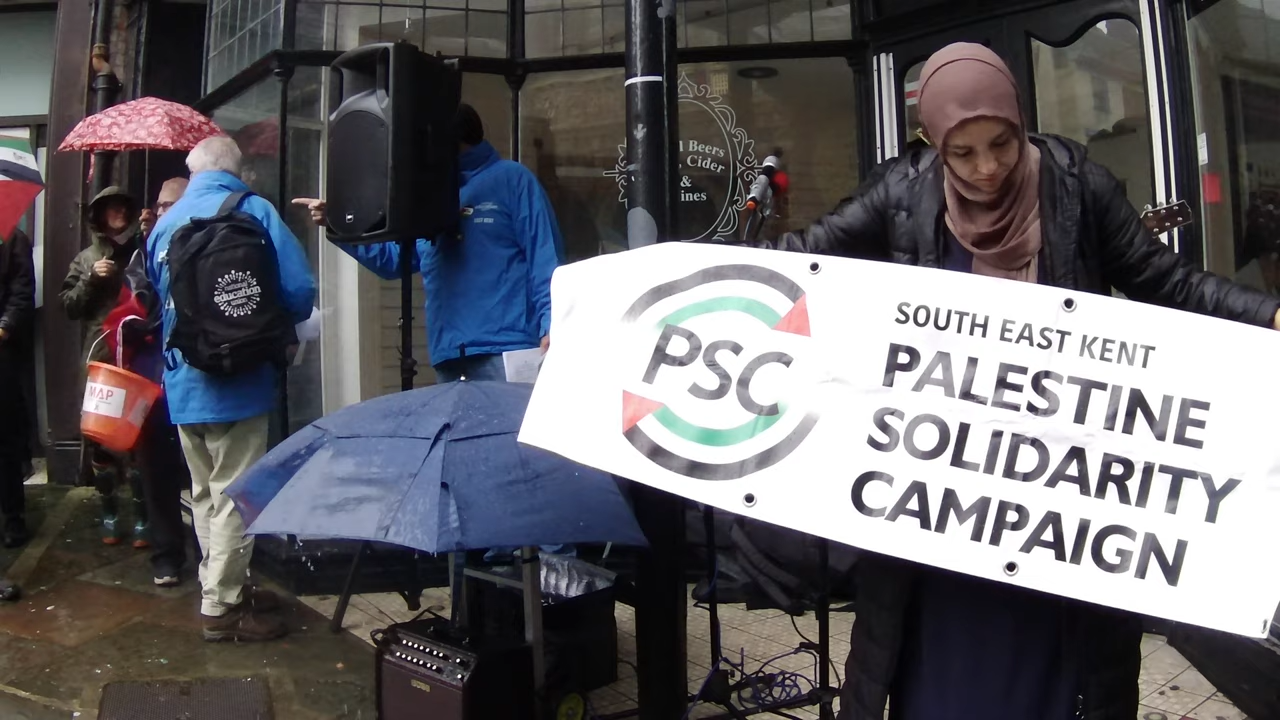 l Beers
, Cider
&
ines
national
education
union
MAP
PSC
SOUTH EAST KENT
PALESTINE
SOLIDARITY
CAMPAIGN